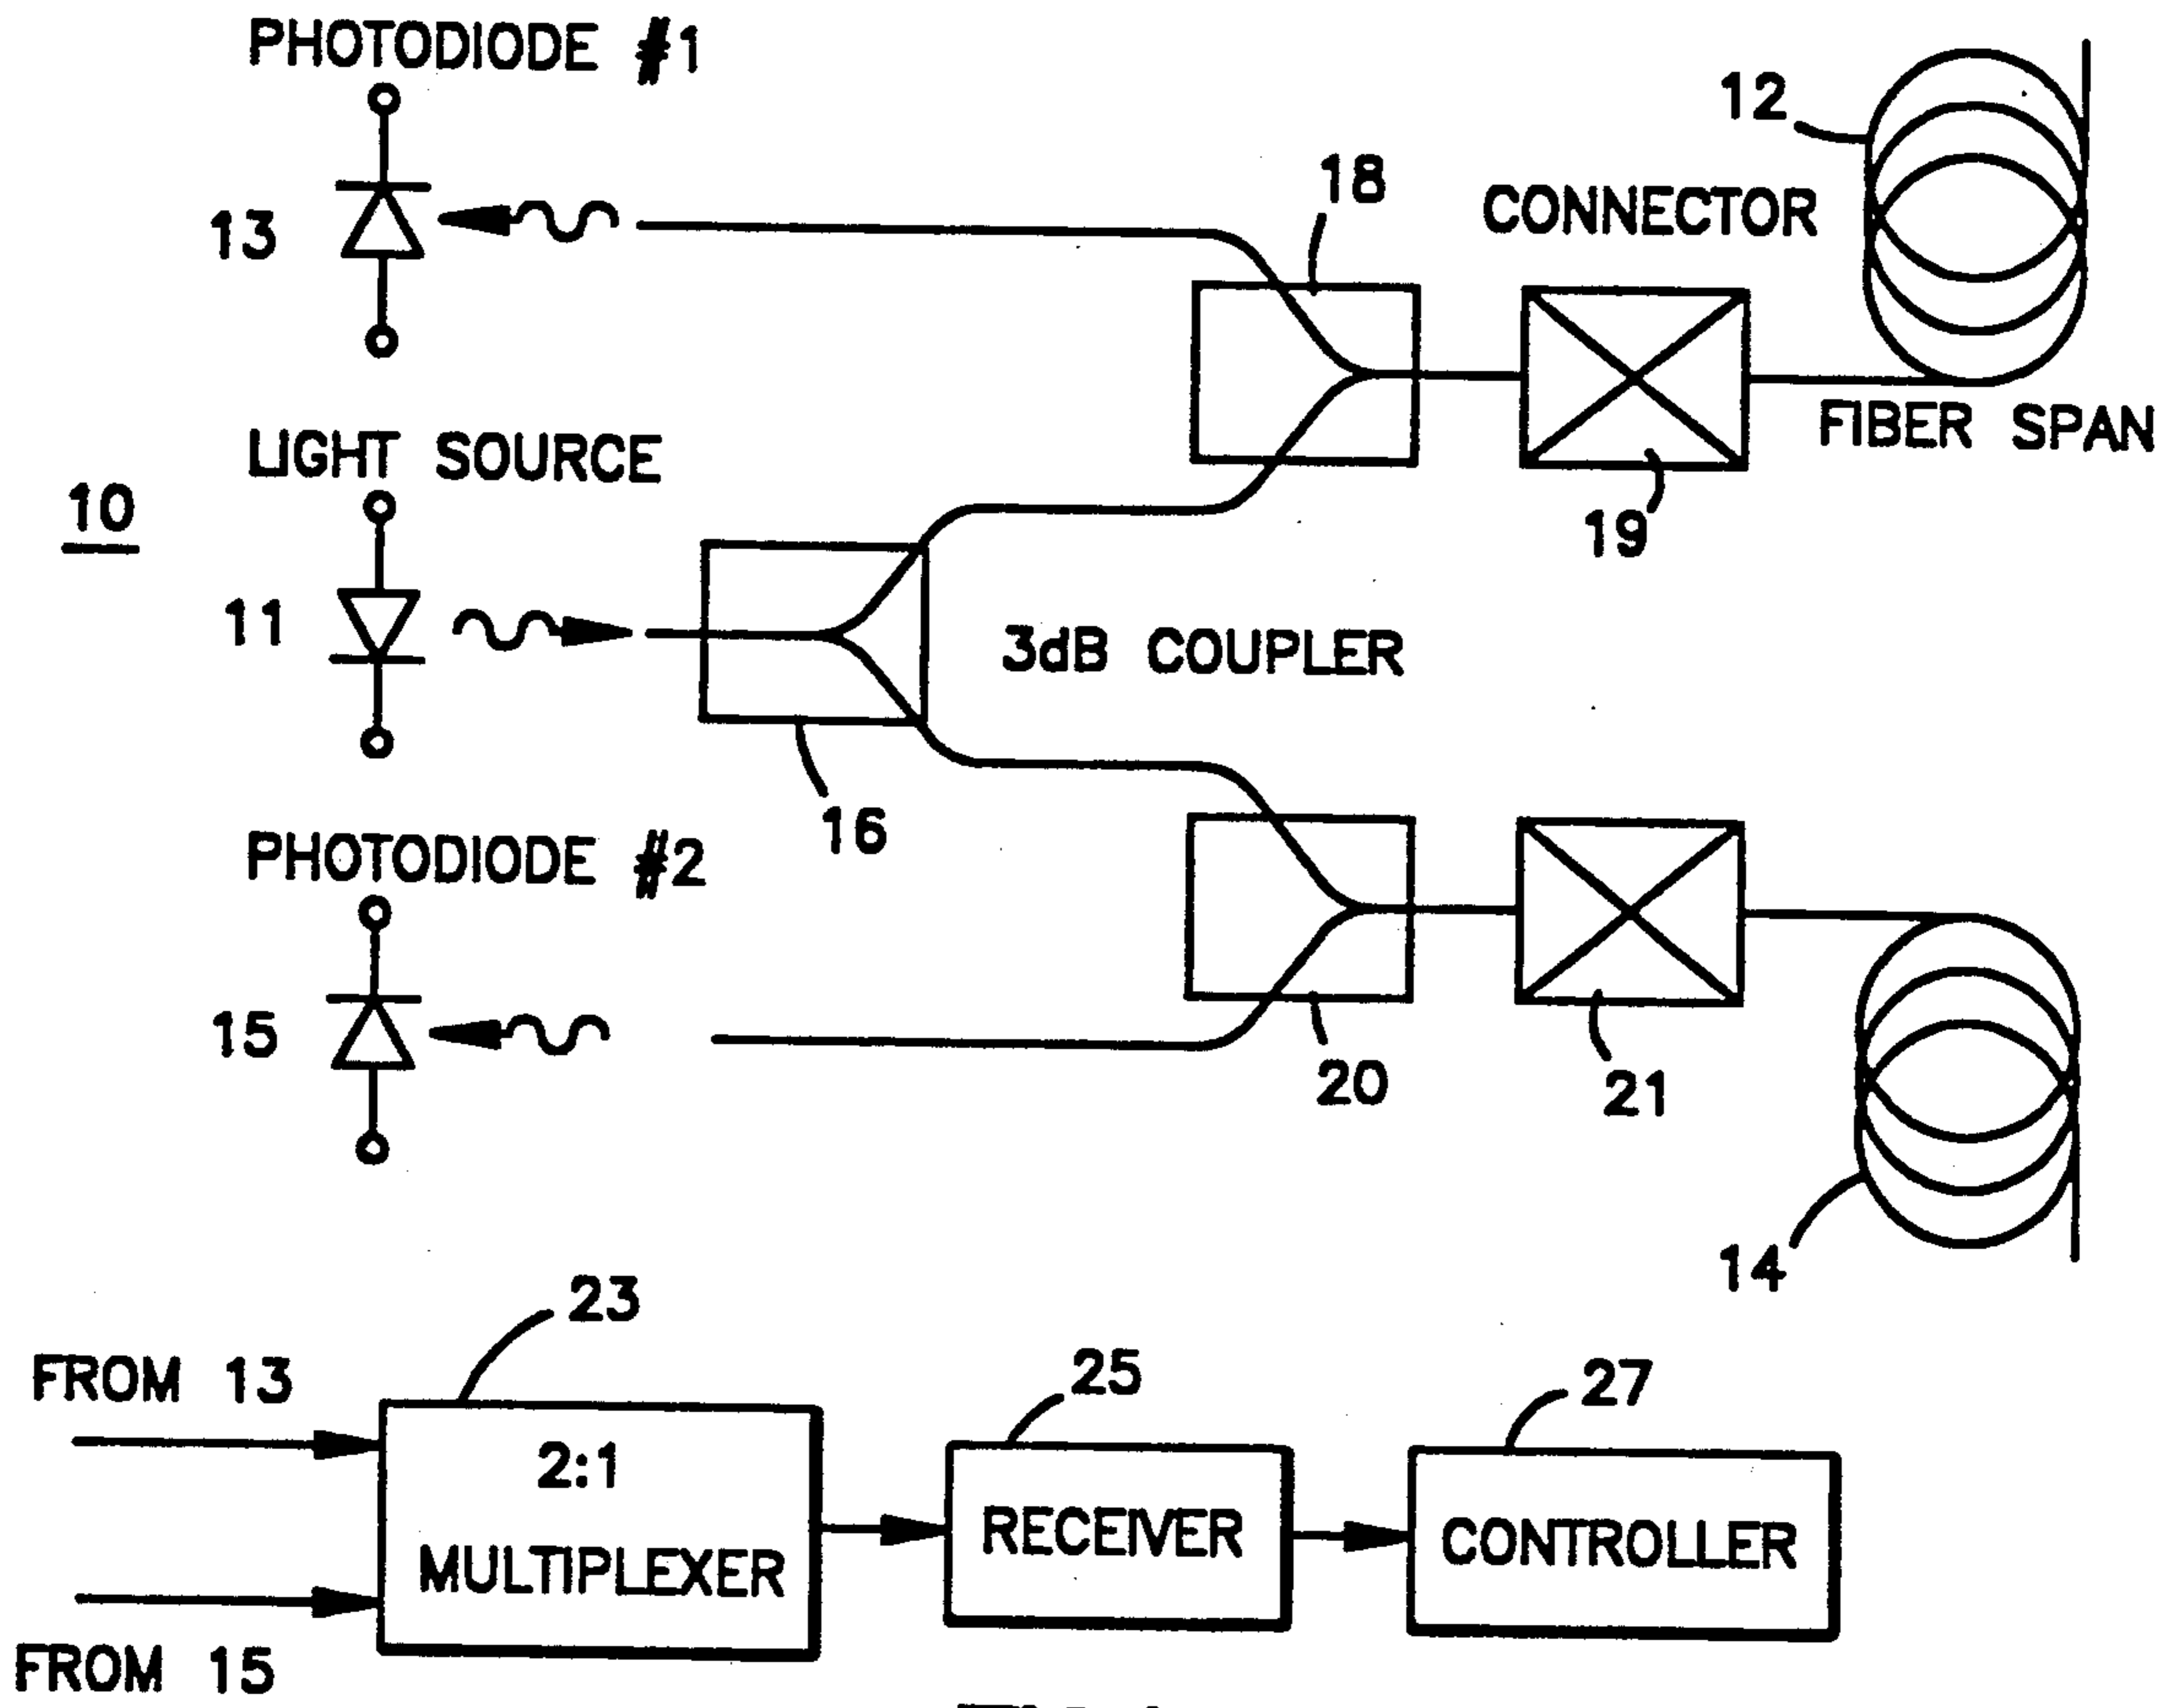 PHOTODIODE #1
12
18
CONNECTOR
13
FIBER SPAN
LIGHT SOURCE
10
19
11
3dB COUPLER
16
PHOTODIODE #2
15
20
21
14
23
FROM 13
25
27
2:1
MULTIPLEXER
RECEIVER
CONTROLLER
FROM 15